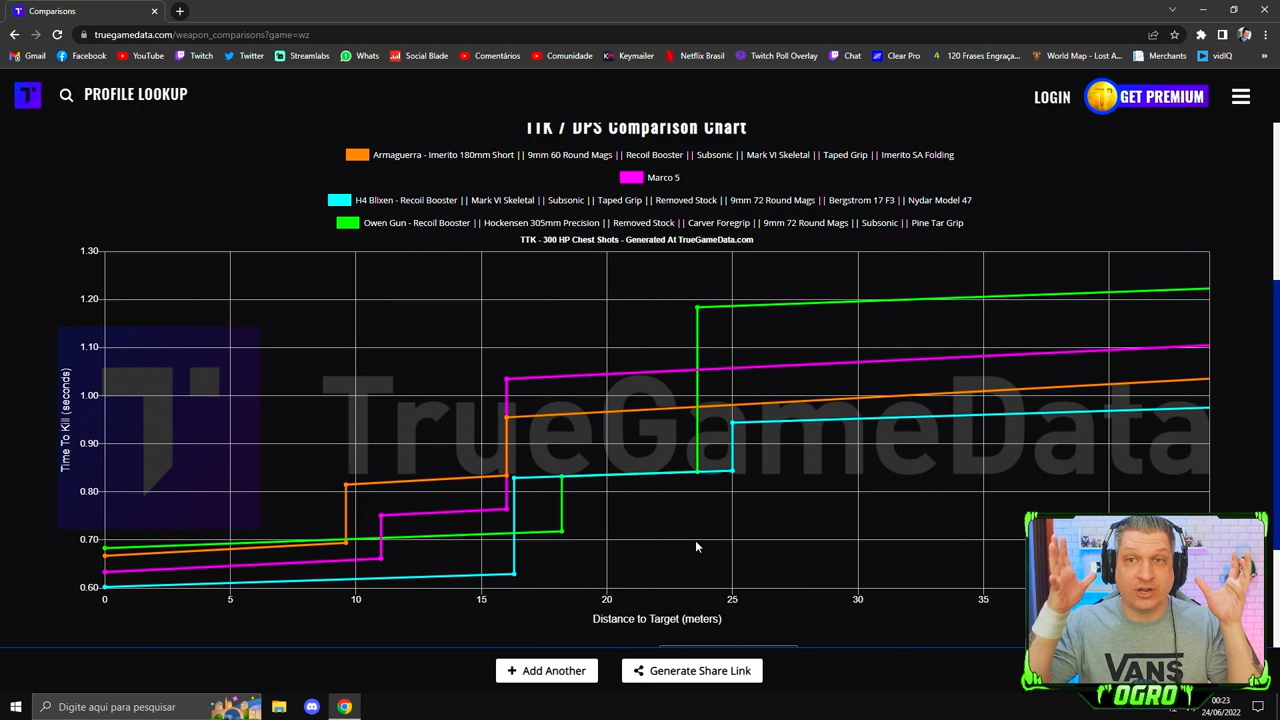 Comparisons
truegamedata.com/weapon_comparisons?game=wz
Gmail Facebook YouTube Twitch Twitter Streamlabs Whats Social Blade Comentários Comunidade Keymailer Netflix Brasil Twitch Poll Overlay Chat Clear Pro 120 Frases Engraça... World Map - Lost A... Merchants vidIQ
PROFILE LOOKUP
LOGIN
GET PREMIUM
TTK / DPS Comparison Chart
Armaguerra - Imerito 180mm Short || 9mm 60 Round Mags || Recoil Booster || Subsonic || Mark VI Skeletal || Taped Grip || Imerito SA Folding
Marco 5
H4 Blixen - Recoil Booster || Mark VI Skeletal || Subsonic || Taped Grip || Removed Stock || 9mm 72 Round Mags || Bergstrom 17 F3 || Nydar Model 47
Owen Gun - Recoil Booster || Hockensen 305mm Precision || Removed Stock || Carver Foregrip || 9mm 72 Round Mags || Subsonic || Pine Tar Grip
TTK - 300 HP Chest Shots - Generated At TrueGameData.com
1.30
1.20
1.10
1.00
0.90
0.80
0.70
0.60
Time To Kill (seconds)
TrueGameData
0 5 10 15 20 25 30 35
Distance to Target (meters)
+ Add Another
Generate Share Link
VANS
OGRO
Digite aqui para pesquisar
00:23
24/06/2022